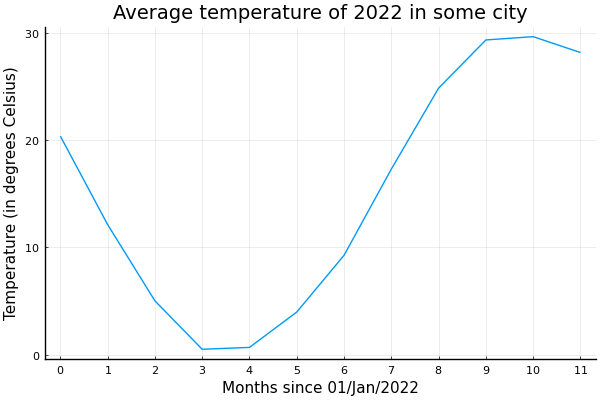 Average temperature of 2022 in some city
Temperature (in degrees Celsius)
30
20
10
0
0 1 2 3 4 5 6 7 8 9 10 11
Months since 01/Jan/2022